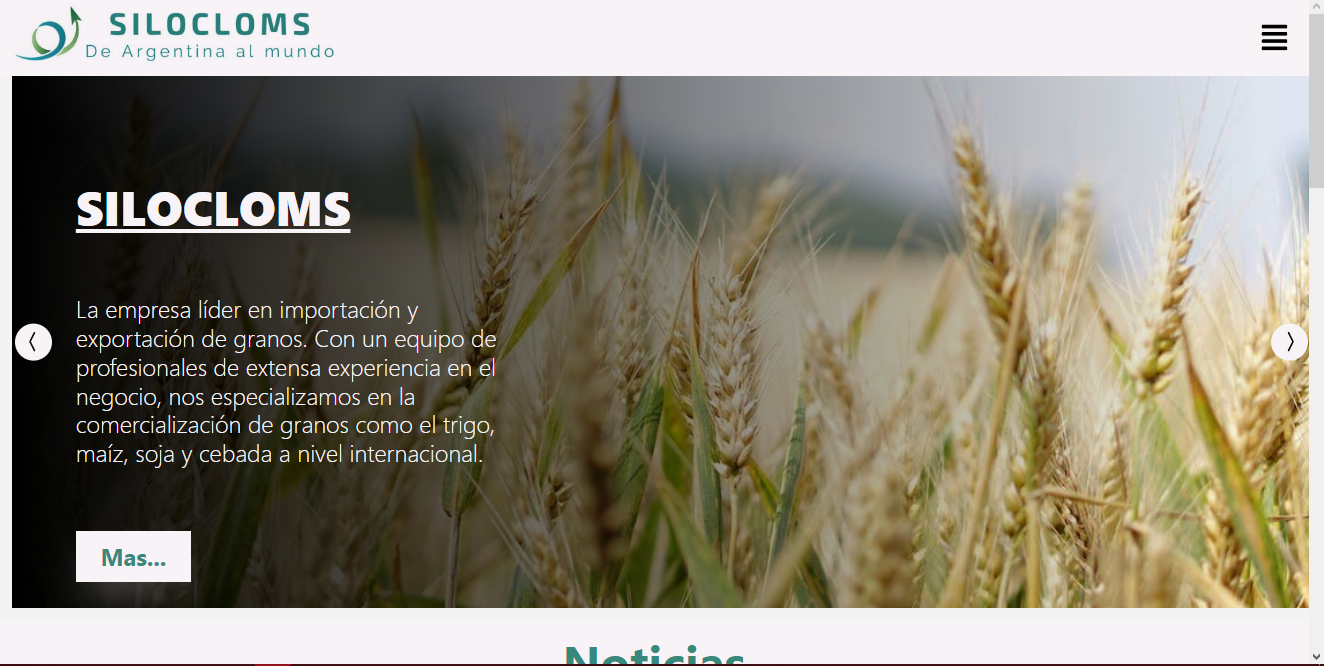 SILOCLOMS
De Argentina al mundo
SILOCLOMS
La empresa líder en importación y
exportación de granos. Con un equipo de
profesionales de extensa experiencia en el
negocio, nos especializamos en la
comercialización de granos como el trigo,
maíz, soja y cebada a nivel internacional.
Mas...
Noticias